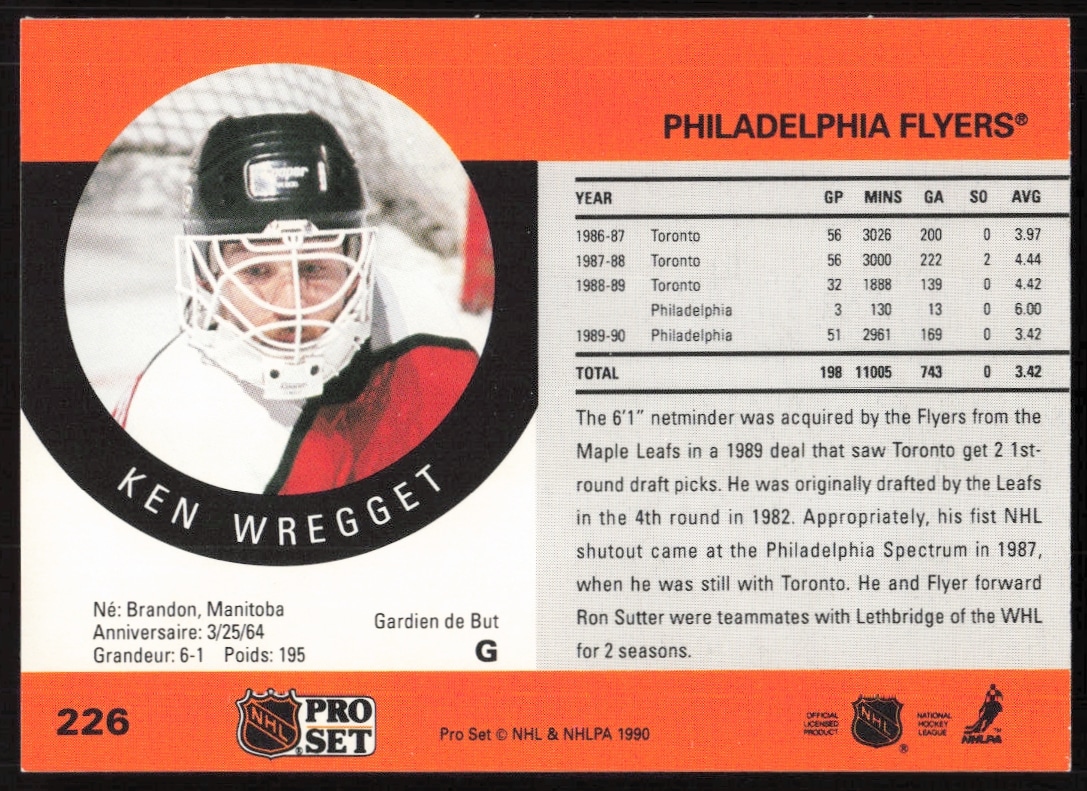 PHILADELPHIA FLYERS®
YEAR GP MINS GA SO AVG
1986-87 Toronto 56 3026 200 0 3.97
1987-88 Toronto 56 3000 222 2 4.44
1988-89 Toronto 32 1888 139 0 4.42
Philadelphia 3 130 13 0 6.00
1989-90 Philadelphia 51 2961 169 0 3.42
TOTAL 198 11005 743 0 3.42
The 6'1" netminder was acquired by the Flyers from the
Maple Leafs in a 1989 deal that saw Toronto get 2 1st-
round draft picks. He was originally drafted by the Leafs
in the 4th round in 1982. Appropriately, his fist NHL
shutout came at the Philadelphia Spectrum in 1987,
when he was still with Toronto. He and Flyer forward
Ron Sutter were teammates with Lethbridge of the WHL
for 2 seasons.
KEN WREGGET
Né: Brandon, Manitoba
Anniversaire: 3/25/64
Grandeur: 6-1 Poids: 195
Gardien de But
G
226
NHL
PRO
SET
Pro Set © NHL & NHLPA 1990
OFFICIAL
LICENSED
PRODUCT
NHL
®
NATIONAL
HOCKEY
LEAGUE
NHLPA